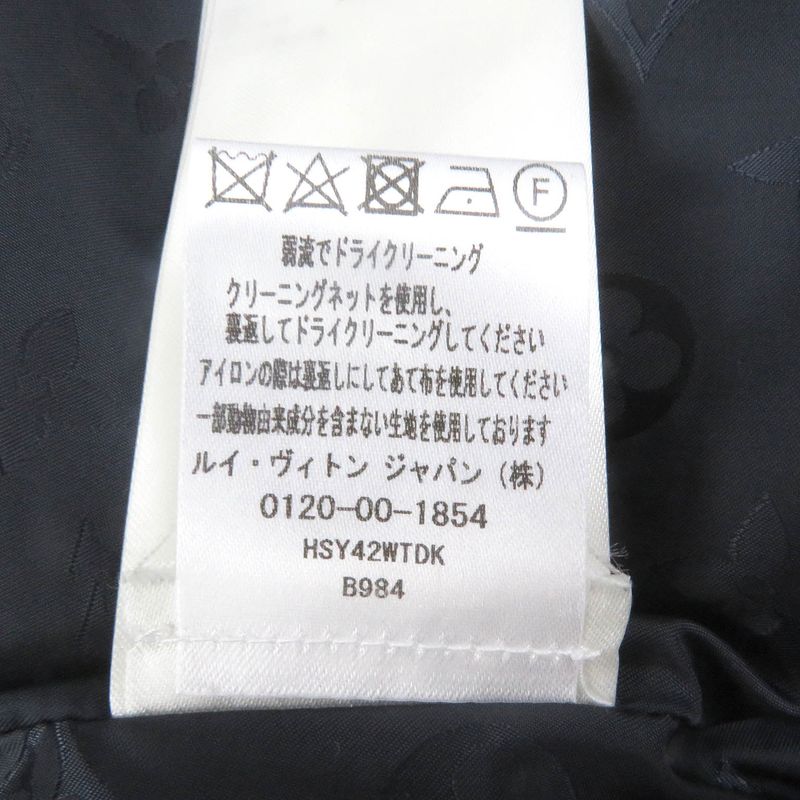 F
弱流でドライクリーニング
クリーニングネットを使用し、
裏返してドライクリーニングしてください
アイロンの際は裏返しにしてあて布を使用してください
一部動物由来成分を含まない生地を使用しております
ルイ・ヴィトン ジャパン（株）
0120-00-1854
HSY42WTDK
B984